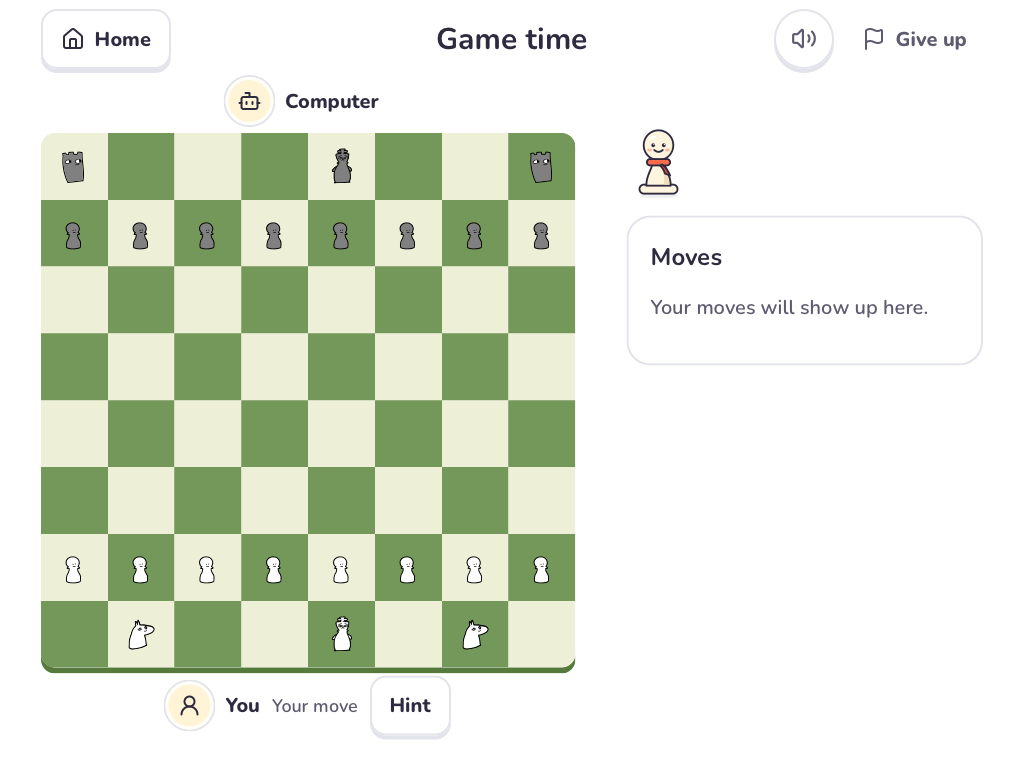 Home
Game time
Give up
Computer
Moves
Your moves will show up here.
You
Your move
Hint